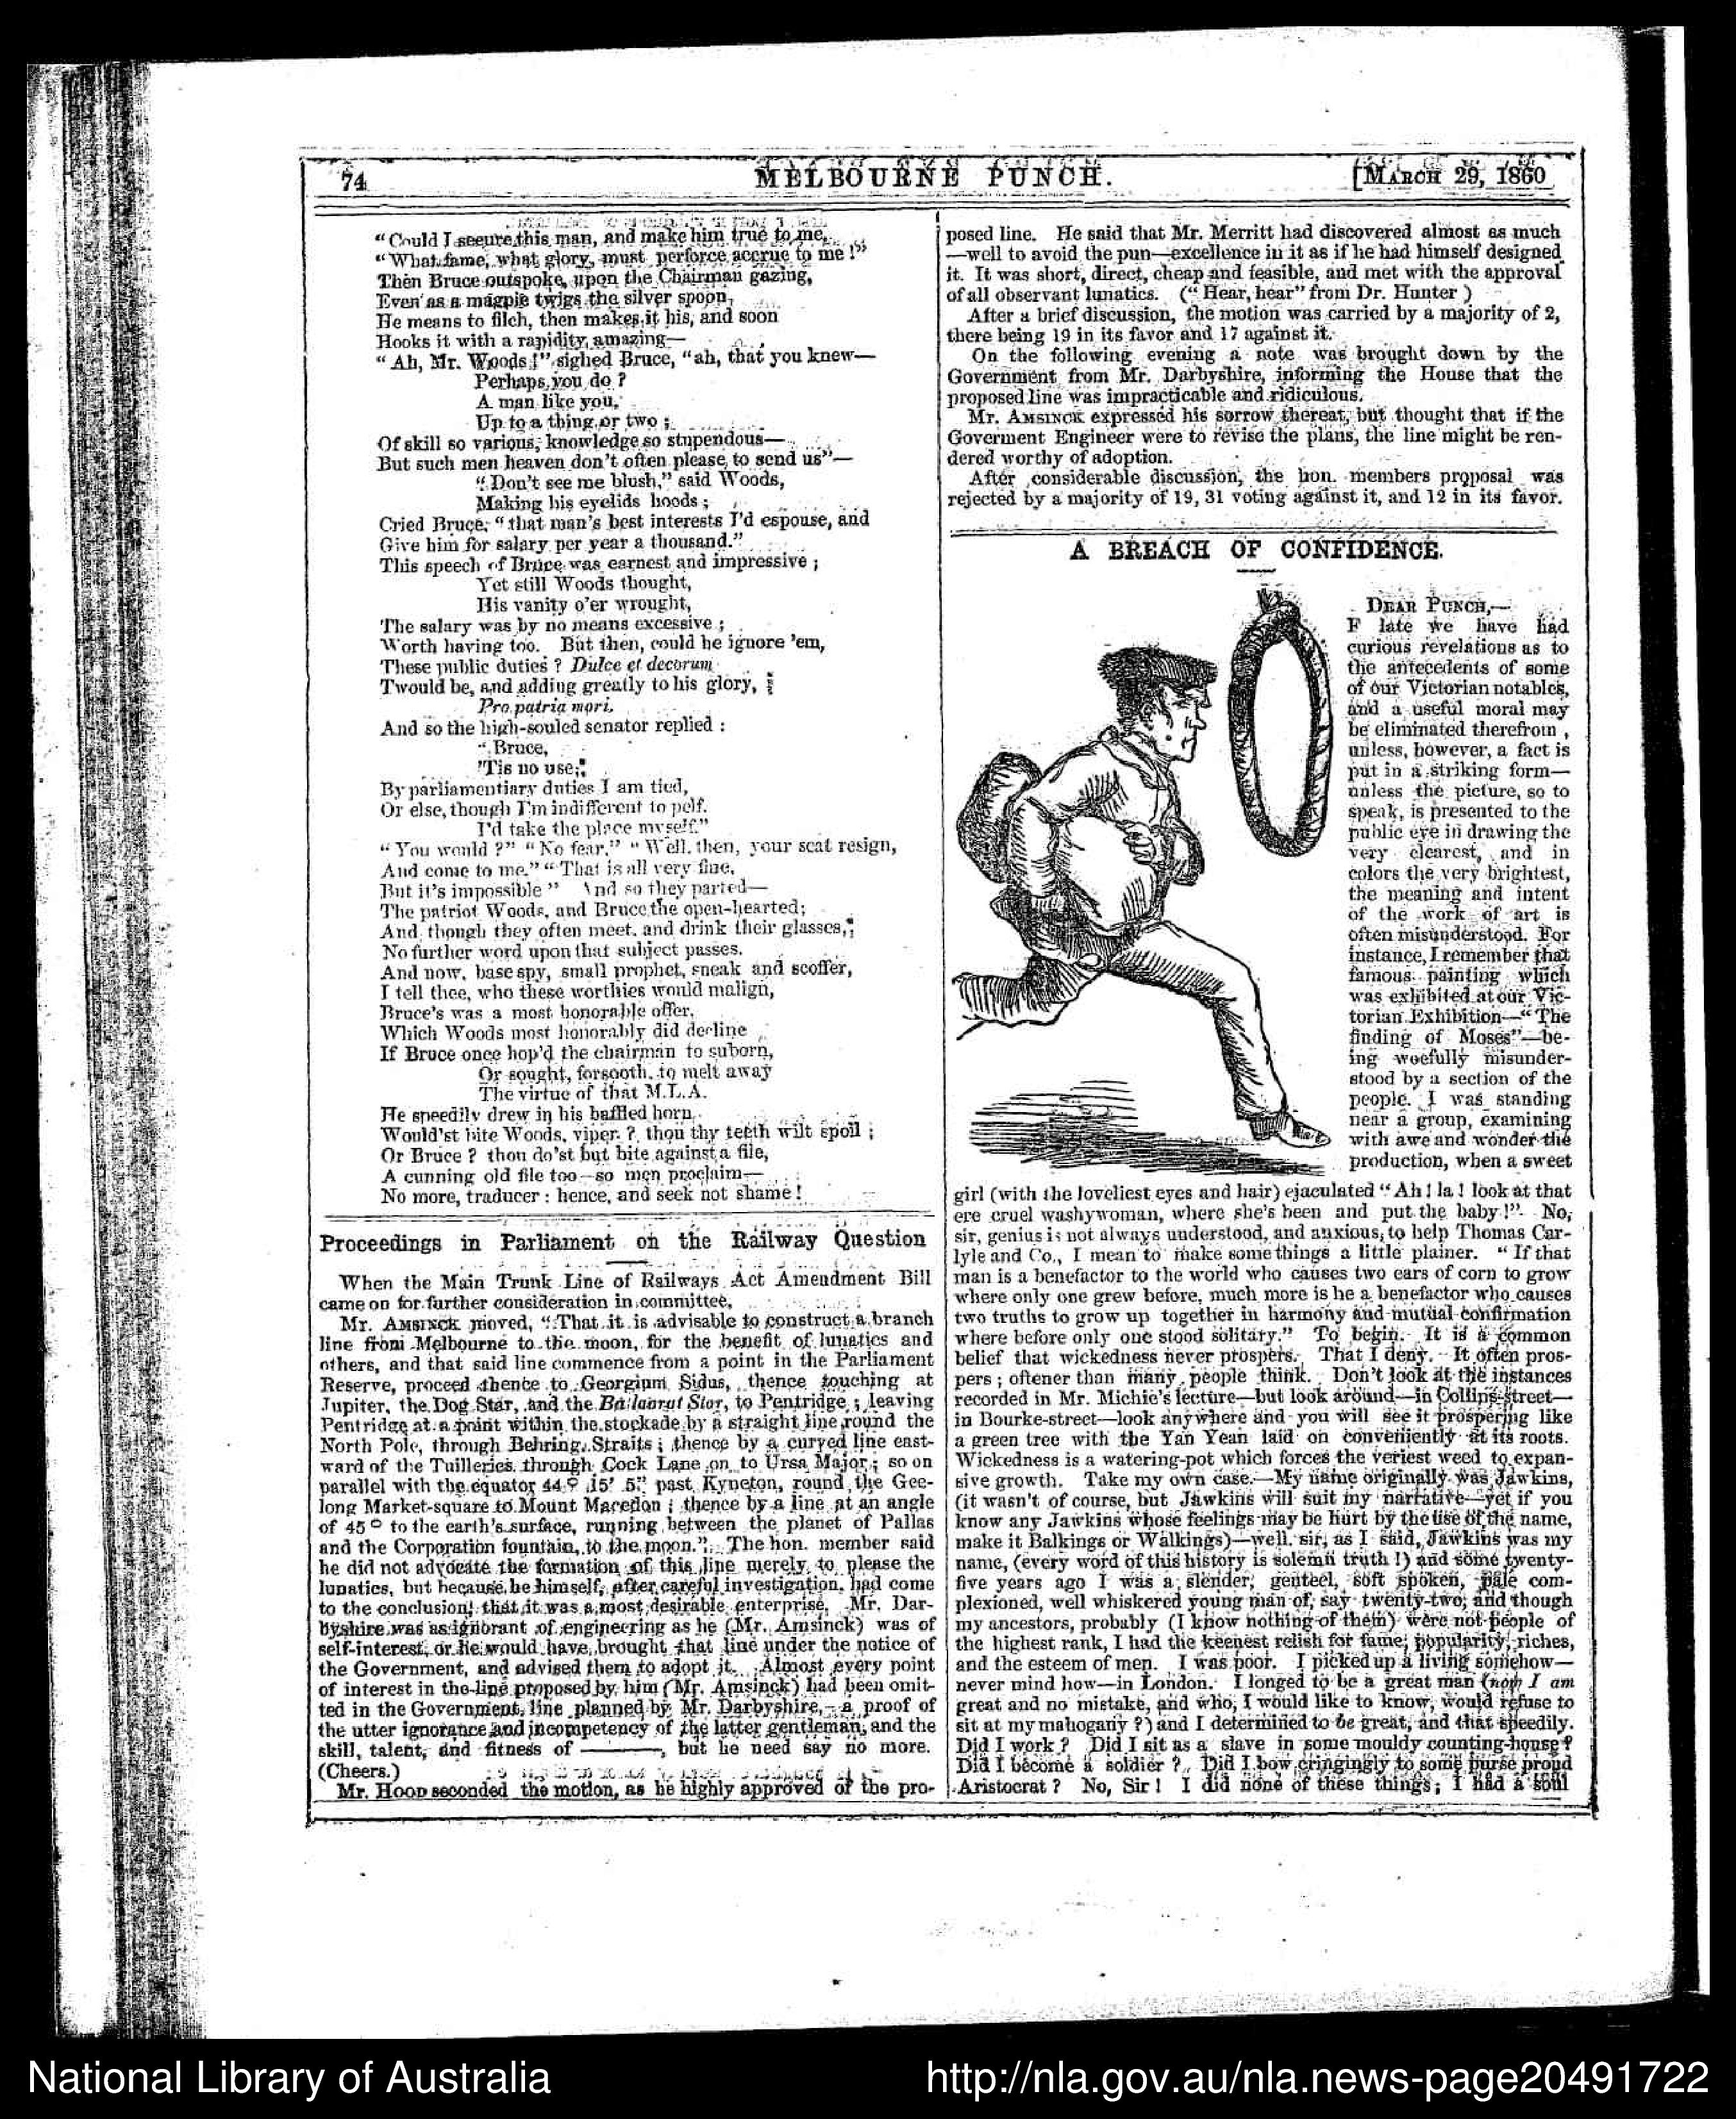 74
MELBOURNE PUNCH.
[MARCH 29, 1860
"Could I secure this man, and make him true to me,
"What fame, what glory, must perforce accrue to me!"
Then Bruce outspoke, upon the Chairman gazing,
Even as a magpie twigs the silver spoon,
He means to filch, then makes it his, and soon
Hooks it with a rapidity amazing—
"Ah, Mr. Woods!" sighed Bruce, "ah, that you knew—
Perhaps you do?
A man like you,
Up to a thing or two;
Of skill so various, knowledge so stupendous—
But such men heaven don't often please to send us"—
"Don't see me blush," said Woods,
Making his eyelids hoods;
Cried Bruce, "that man's best interests I'd espouse, and
Give him for salary per year a thousand."
This speech of Bruce was earnest and impressive;
Yet still Woods thought,
His vanity o'er wrought,
The salary was by no means excessive;
Worth having too. But then, could he ignore 'em,
These public duties? Dulce et decorum
Twould be, and adding greatly to his glory,
Pro patria mori.
And so the high-souled senator replied:
"Bruce,
'Tis no use;
By parliamentiary duties I am tied,
Or else, though I'm indifferent to pelf.
I'd take the place myself."
"You would?" "No fear." "Well, then, your seat resign,
And come to me." "That is all very fine,
But it's impossible" And so they parted—
The patriot Woods, and Bruce the open-hearted;
And though they often meet, and drink their glasses,
No further word upon that subject passes.
And now, base spy, small prophet, sneak and scoffer,
I tell thee, who these worthies would malign,
Bruce's was a most honorable offer,
Which Woods most honorably did decline
If Bruce once hop'd the chairman to suborn,
Or sought, forsooth, to melt away
The virtue of that M.L.A.
He speedily drew in his baffled horn.
Would'st bite Woods, viper? thou thy teeth wilt spoil;
Or Bruce? thou do'st but bite against a file,
A cunning old file too—so men proclaim—
No more, traducer: hence, and seek not shame!
Proceedings in Parliament on the Railway Question
When the Main Trunk Line of Railways Act Amendment Bill
came on for further consideration in committee,
Mr. AMSINCK moved, "That it is advisable to construct a branch
line from Melbourne to the moon, for the benefit of lunatics and
others, and that said line commence from a point in the Parliament
Reserve, proceed thence to Georgium Sidus, thence touching at
Jupiter, the Dog Star, and the Ballaarat Star, to Pentridge; leaving
Pentridge at a point within the stockade by a straight line round the
North Pole, through Behring Straits; thence by a curved line east-
ward of the Tuilleries through Cock Lane on to Ursa Major; so on
parallel with the equator 44° 15' 5" past Kyneton, round the Gee-
long Market-square to Mount Macedon; thence by a line at an angle
of 45° to the earth's surface, running between the planet of Pallas
and the Corporation fountain, to the moon." The hon. member said
he did not advocate the formation of this line merely to please the
lunatics, but because he himself, after careful investigation, had come
to the conclusion that it was a most desirable enterprise. Mr. Dar-
byshire was as ignorant of engineering as he (Mr. Amsinck) was of
self-interest, or he would have brought that line under the notice of
the Government, and advised them to adopt it. Almost every point
of interest in the line proposed by him (Mr. Amsinck) had been omit-
ted in the Government line planned by Mr. Darbyshire,—a proof of
the utter ignorance and incompetency of the latter gentleman, and the
skill, talent, and fitness of ———, but he need say no more.
(Cheers.)
Mr. HOOD seconded the motion, as he highly approved of the pro-
posed line. He said that Mr. Merritt had discovered almost as much
—well to avoid the pun—excellence in it as if he had himself designed
it. It was short, direct, cheap and feasible, and met with the approval
of all observant lunatics. ("Hear, hear" from Dr. Hunter)
After a brief discussion, the motion was carried by a majority of 2,
there being 19 in its favor and 17 against it.
On the following evening a note was brought down by the
Government from Mr. Darbyshire, informing the House that the
proposed line was impracticable and ridiculous.
Mr. AMSINCK expressed his sorrow thereat, but thought that if the
Goverment Engineer were to revise the plans, the line might be ren-
dered worthy of adoption.
After considerable discussion, the hon. members proposal was
rejected by a majority of 19, 31 voting against it, and 12 in its favor.
A BREACH OF CONFIDENCE.
DEAR PUNCH,—
F late we have had
curious revelations as to
the antecedents of some
of our Victorian notables,
and a useful moral may
be eliminated therefrom,
unless, however, a fact is
put in a striking form—
unless the picture, so to
speak, is presented to the
public eye in drawing the
very clearest, and in
colors the very brightest,
the meaning and intent
of the work of art is
often misunderstood. For
instance, I remember that
famous painting which
was exhibited at our Vic-
torian Exhibition—"The
finding of Moses"—be-
ing woefully misunder-
stood by a section of the
people. I was standing
near a group, examining
with awe and wonder the
production, when a sweet
girl (with the loveliest eyes and hair) ejaculated "Ah! la! look at that
ere cruel washywoman, where she's been and put the baby!" No,
sir, genius is not always understood, and anxious to help Thomas Car-
lyle and Co., I mean to make some things a little plainer. "If that
man is a benefactor to the world who causes two ears of corn to grow
where only one grew before, much more is he a benefactor who causes
two truths to grow up together in harmony and mutual confirmation
where before only one stood solitary." To begin. It is a common
belief that wickedness never prospers. That I deny. It often pros-
pers; oftener than many people think. Don't look at the instances
recorded in Mr. Michie's lecture—but look around—in Collins-street—
in Bourke-street—look anywhere and you will see it prospering like
a green tree with the Yan Yean laid on conveniently at its roots.
Wickedness is a watering-pot which forces the veriest weed to expan-
sive growth. Take my own case.—My name originally was Jawkins,
(it wasn't of course, but Jawkins will suit my narrative—yet if you
know any Jawkins whose feelings may be hurt by the use of the name,
make it Balkings or Walkings)—well, sir, as I said, Jawkins was my
name, (every word of this history is solemn truth!) and some twenty-
five years ago I was a slender, genteel, soft spoken, pale com-
plexioned, well whiskered young man of, say twenty-two, and though
my ancestors, probably (I know nothing of them) were not people of
the highest rank, I had the keenest relish for fame, popularity, riches,
and the esteem of men. I was poor. I picked up a living somehow—
never mind how—in London. I longed to be a great man (now I am
great and no mistake, and who, I would like to know, would refuse to
sit at my mahogany?) and I determined to be great, and that speedily.
Did I work? Did I sit as a slave in some mouldy counting-house?
Did I become a soldier? Did I bow cringingly to some purse proud
Aristocrat? No, Sir! I did none of these things; I had a soul
National Library of Australia
http://nla.gov.au/nla.news-page20491722